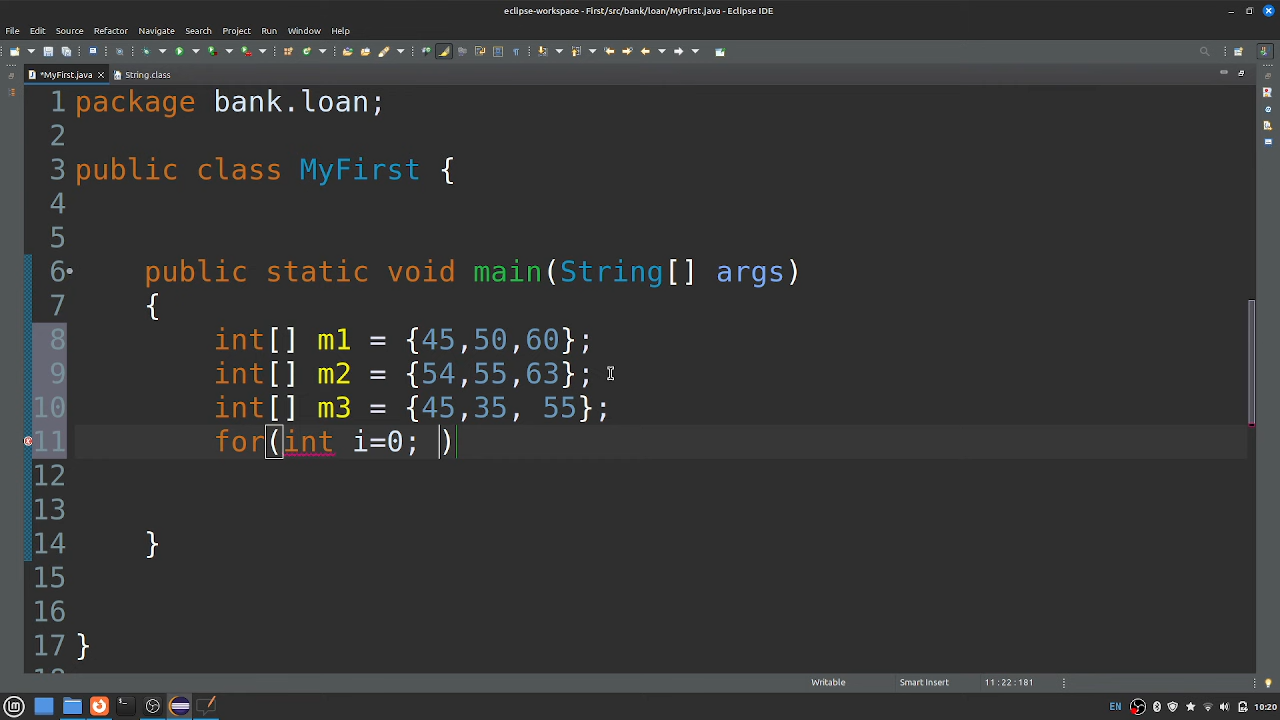 eclipse-workspace - First/src/bank/loan/MyFirst.java - Eclipse IDE
File Edit Source Refactor Navigate Search Project Run Window Help
*MyFirst.java String.class
1 package bank.loan;
2
3 public class MyFirst {
4
5
6 public static void main(String[] args)
7 {
8 int[] m1 = {45,50,60};
9 int[] m2 = {54,55,63};
10 int[] m3 = {45,35, 55};
11 for(int i=0; )
12
13
14 }
15
16
17 }
Writable Smart Insert 11 : 22 : 181
EN 10:20